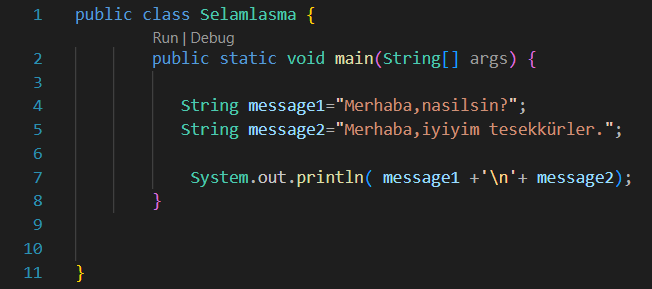 1 public class Selamlasma {
Run | Debug
2 public static void main(String[] args) {
3
4 String message1="Merhaba,nasilsin?";
5 String message2="Merhaba,iyiyim tesekkürler.";
6
7 System.out.println( message1 +'\n'+ message2);
8 }
9
10
11 }